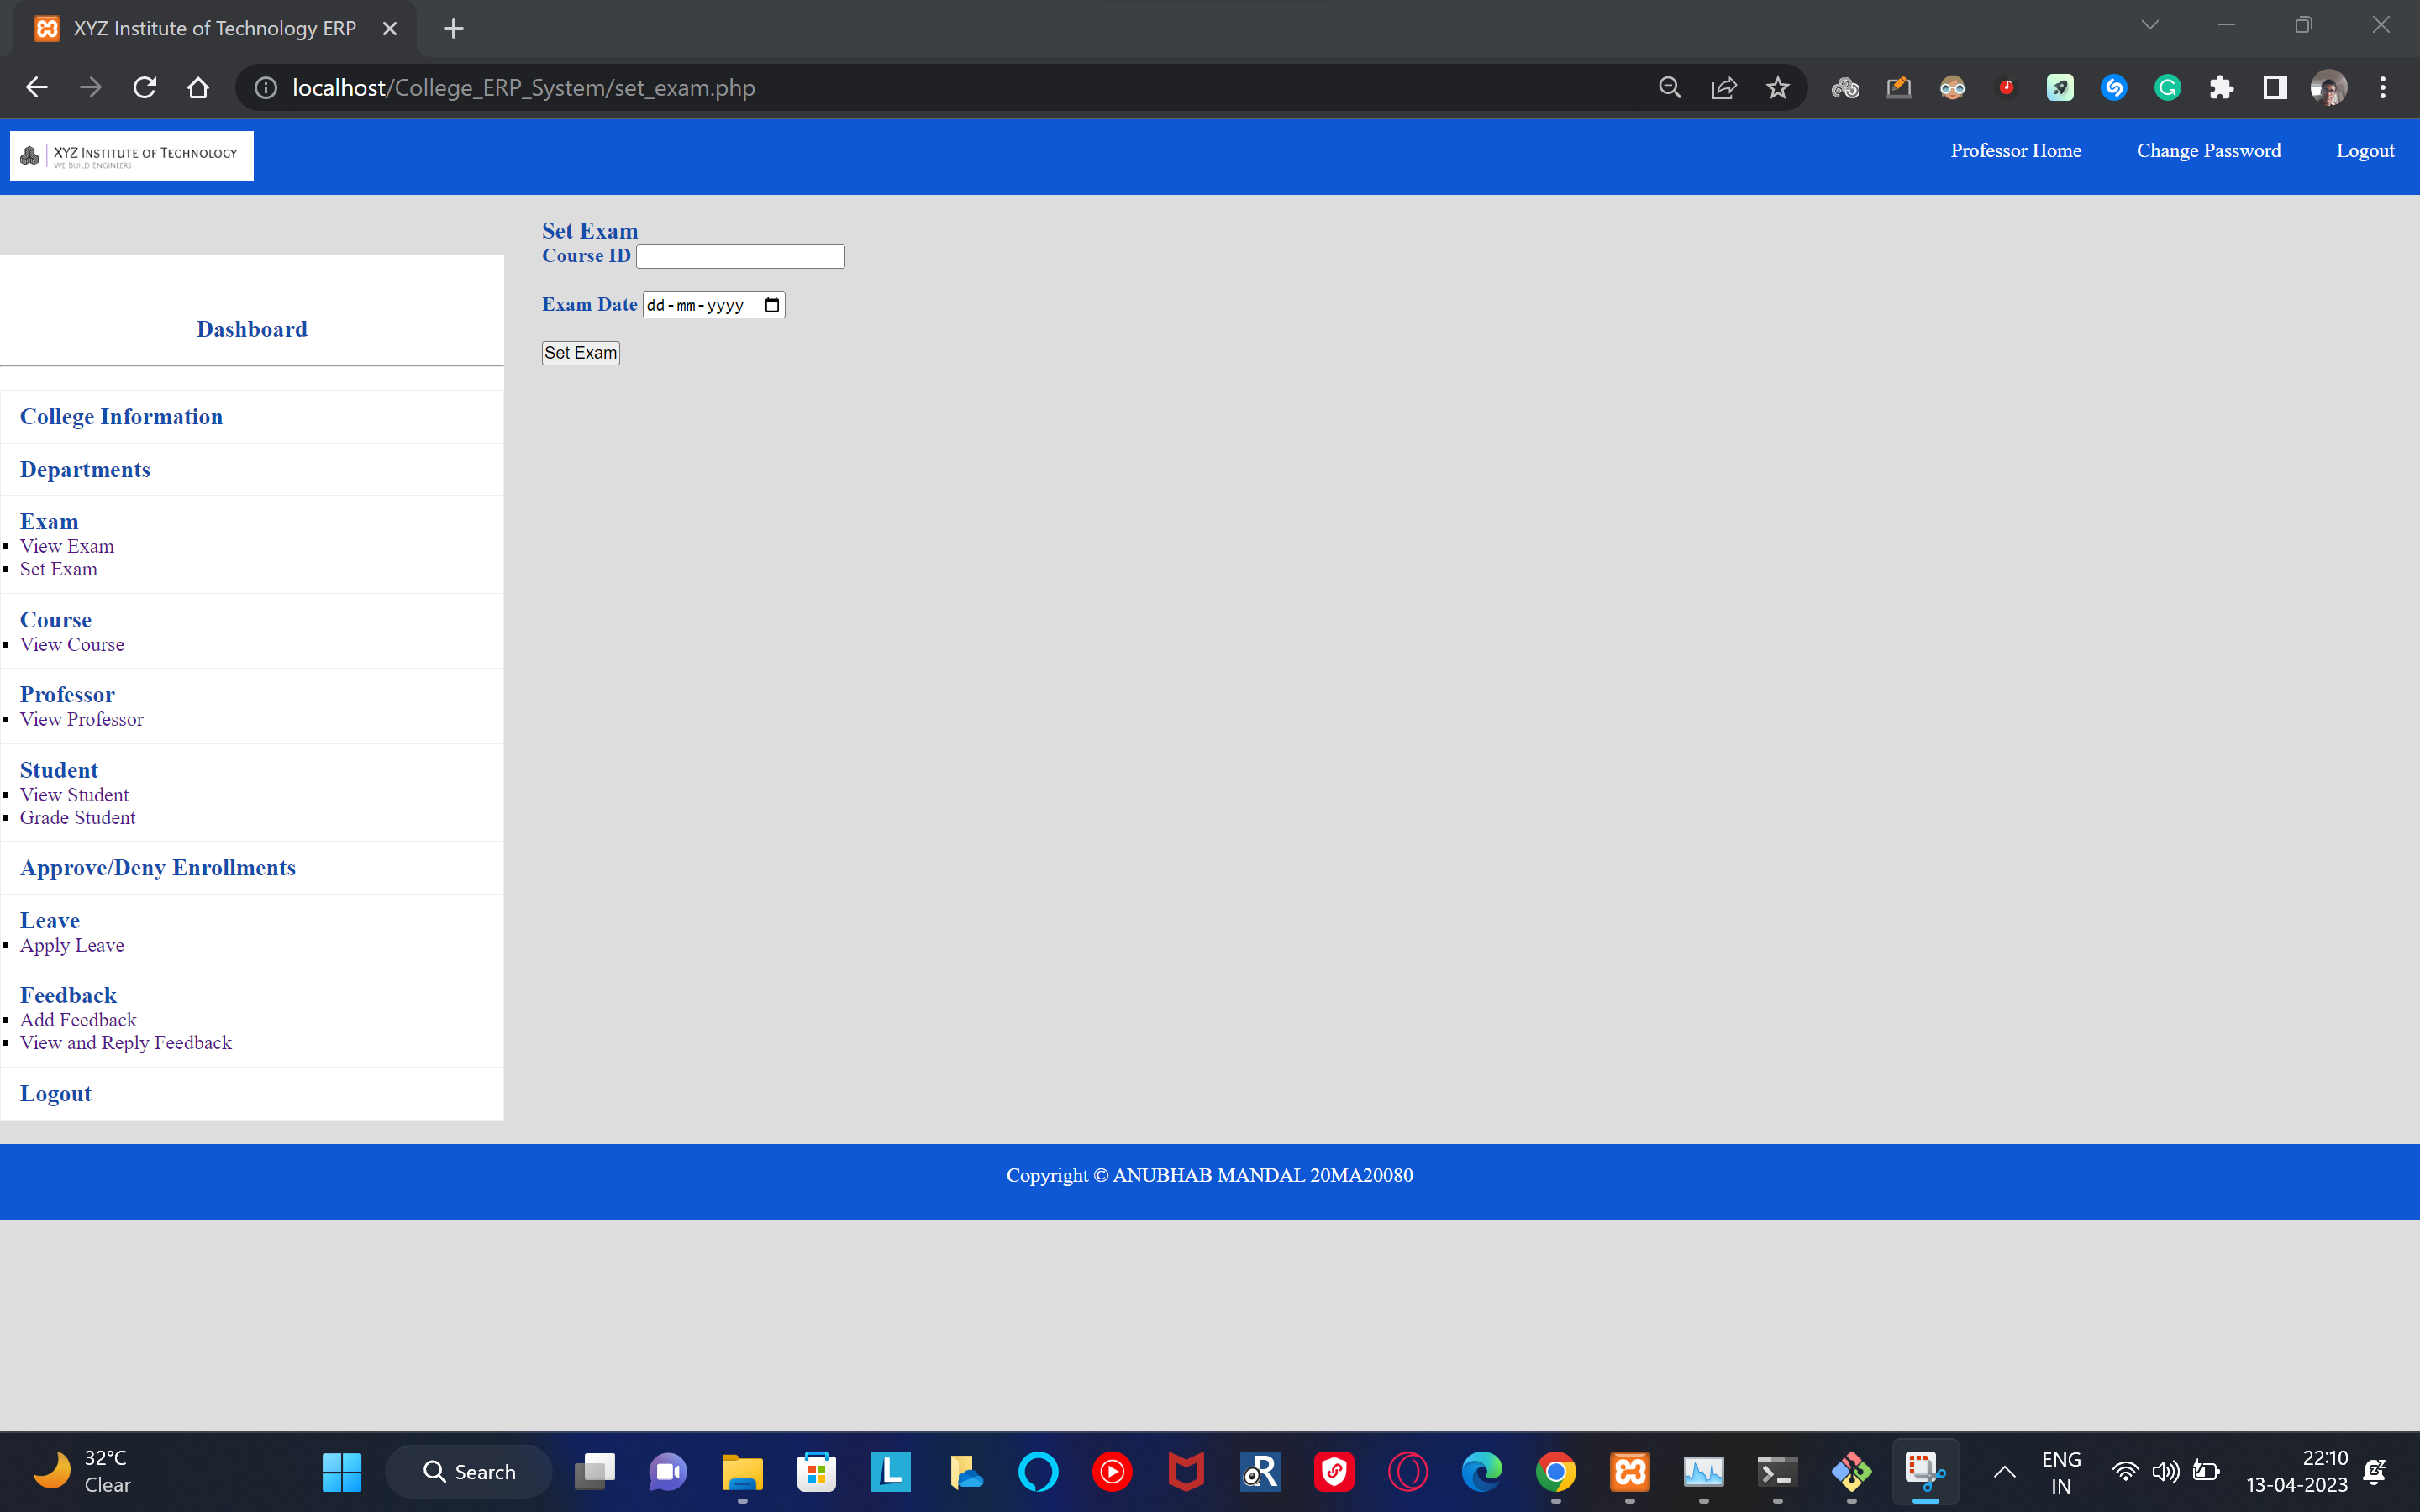 XYZ Institute of Technology ERP
localhost/College_ERP_System/set_exam.php
XYZ INSTITUTE OF TECHNOLOGY
WE BUILD ENGINEERS
Professor Home Change Password Logout
Set Exam
Course ID
Exam Date dd-mm-yyyy
Set Exam
Dashboard
College Information
Departments
Exam
View Exam
Set Exam
Course
View Course
Professor
View Professor
Student
View Student
Grade Student
Approve/Deny Enrollments
Leave
Apply Leave
Feedback
Add Feedback
View and Reply Feedback
Logout
Copyright © ANUBHAB MANDAL 20MA20080
32°C
Clear
Search
ENG
IN
22:10
13-04-2023